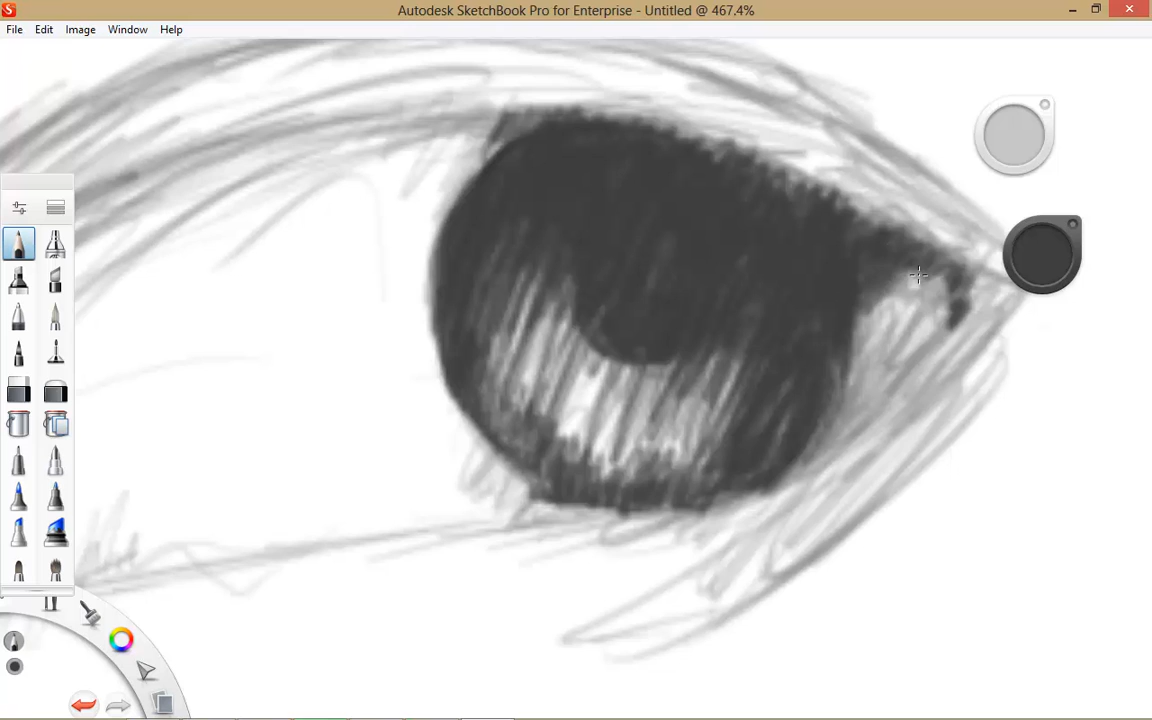 Autodesk SketchBook Pro for Enterprise - Untitled @ 467.4%
File Edit Image Window Help